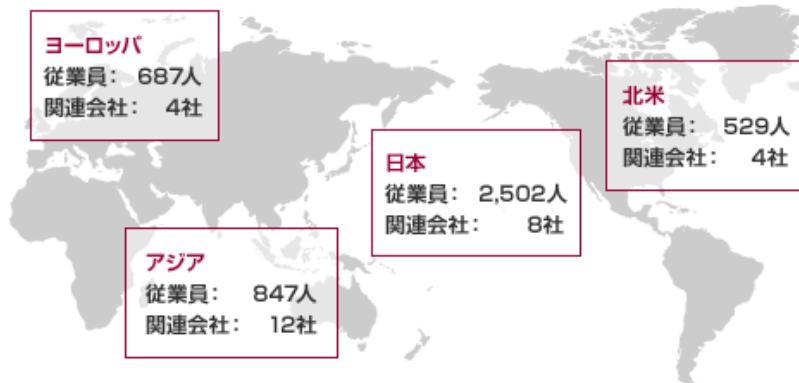 ヨーロッパ
従業員： 687人
関連会社： 4社
北米
従業員： 529人
関連会社： 4社
日本
従業員： 2,502人
関連会社： 8社
アジア
従業員： 847人
関連会社： 12社